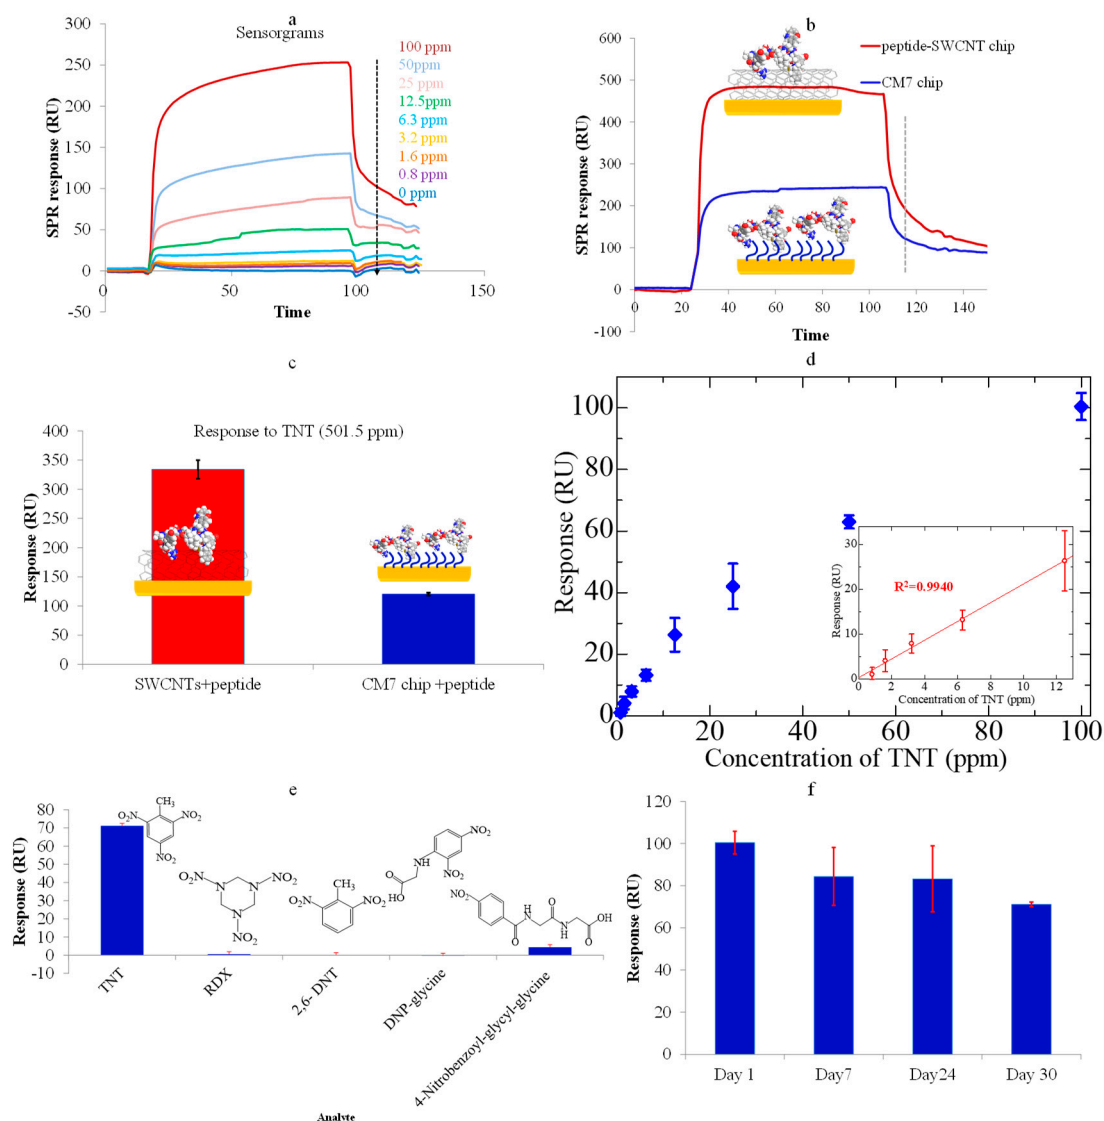 a
Sensorgrams
300
250
200
150
100
50
0
-50
SPR response (RU)
0
50
100
150
Time
100 ppm
50ppm
25 ppm
12.5ppm
6.3 ppm
3.2 ppm
1.6 ppm
0.8 ppm
0 ppm
b
600
500
400
300
200
100
0
-100
SPR response (RU)
0
20
40
60
80
100
120
140
Time
peptide-SWCNT chip
CM7 chip
c
Response to TNT (501.5 ppm)
400
350
300
250
200
150
100
50
0
Response (RU)
SWCNTs+peptide
CM7 chip +peptide
d
100
80
60
40
20
0
Response (RU)
0
20
40
60
80
100
Concentration of TNT (ppm)
30
20
10
0
Response (RU)
R²=0.9940
0
2
4
6
8
10
12
Concentration of TNT (ppm)
e
80
70
60
50
40
30
20
10
0
-10
Response (RU)
CH₃
O₂N
NO₂
NO₂
NO₂
NO₂
N
N
N
NO₂
CH₃
O₂N
NO₂
NO₂
NH
NO₂
O
HO
NO₂
O
H
N
O
N
H
O
OH
TNT
RDX
2,6- DNT
DNP-glycine
4-Nitrobenzoyl-glycyl-glycine
Analyte
f
120
100
80
60
40
20
0
Response (RU)
Day 1
Day7
Day24
Day 30